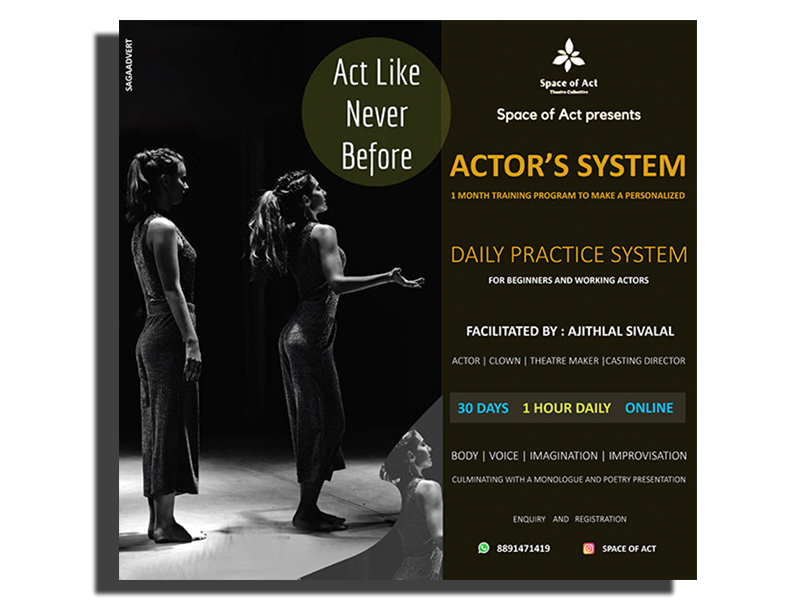 SAGAADVERT
Act Like
Never
Before
Space of Act
Theatre Collective
Space of Act presents
ACTOR'S SYSTEM
1 MONTH TRAINING PROGRAM TO MAKE A PERSONALIZED
DAILY PRACTICE SYSTEM
FOR BEGINNERS AND WORKING ACTORS
FACILITATED BY : AJITHLAL SIVALAL
ACTOR | CLOWN | THEATRE MAKER |CASTING DIRECTOR
30 DAYS 1 HOUR DAILY ONLINE
BODY | VOICE | IMAGINATION | IMPROVISATION
CULMINATING WITH A MONOLOGUE AND POETRY PRESENTATION
ENQUIRY AND REGISTRATION
8891471419 SPACE OF ACT